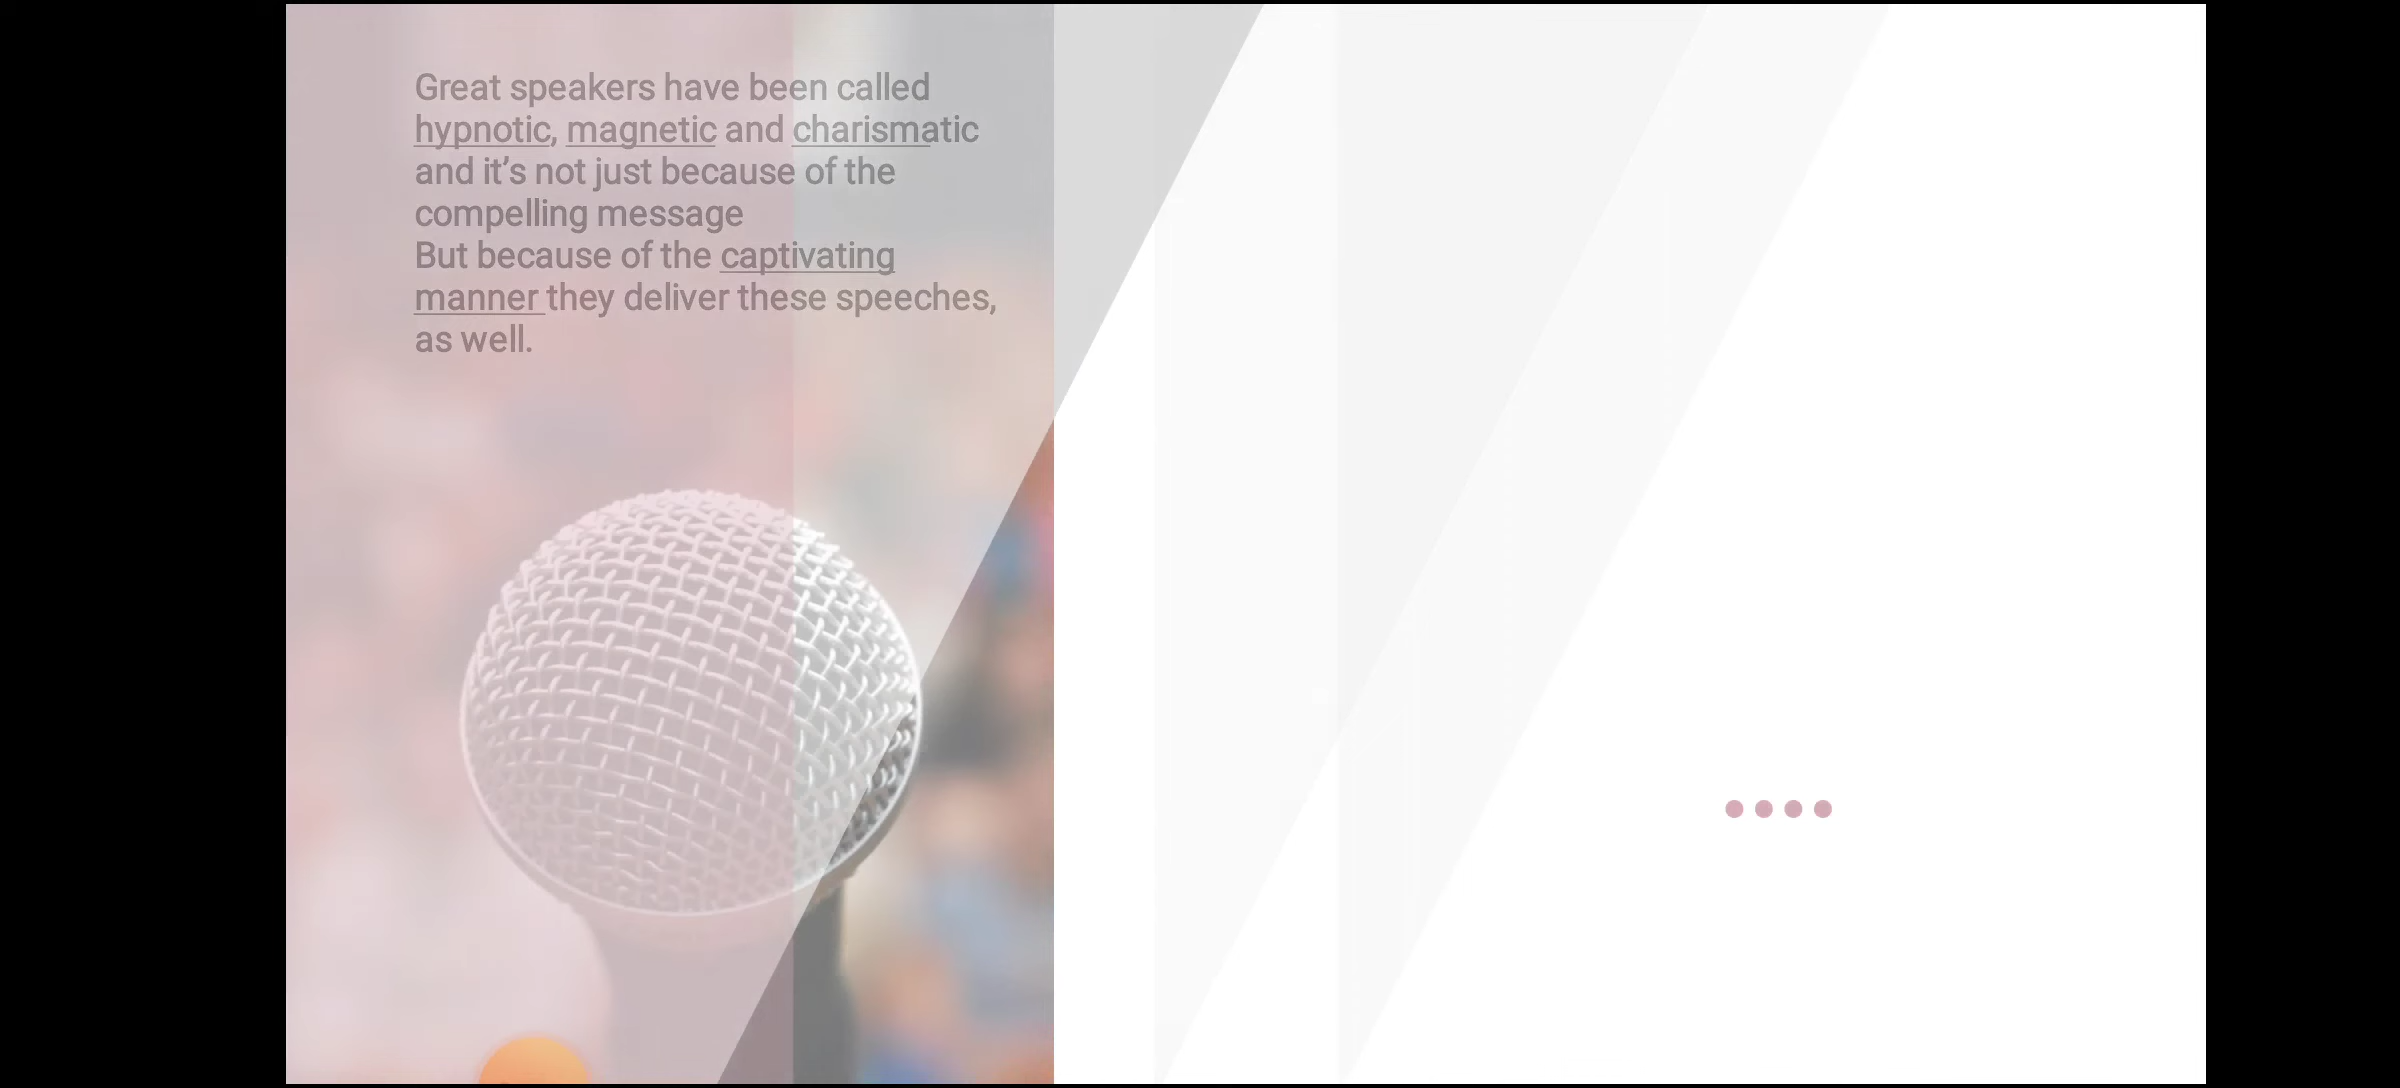 Great speakers have been called
hypnotic, magnetic and charismatic
and it’s not just because of the
compelling message
But because of the captivating
manner they deliver these speeches,
as well.